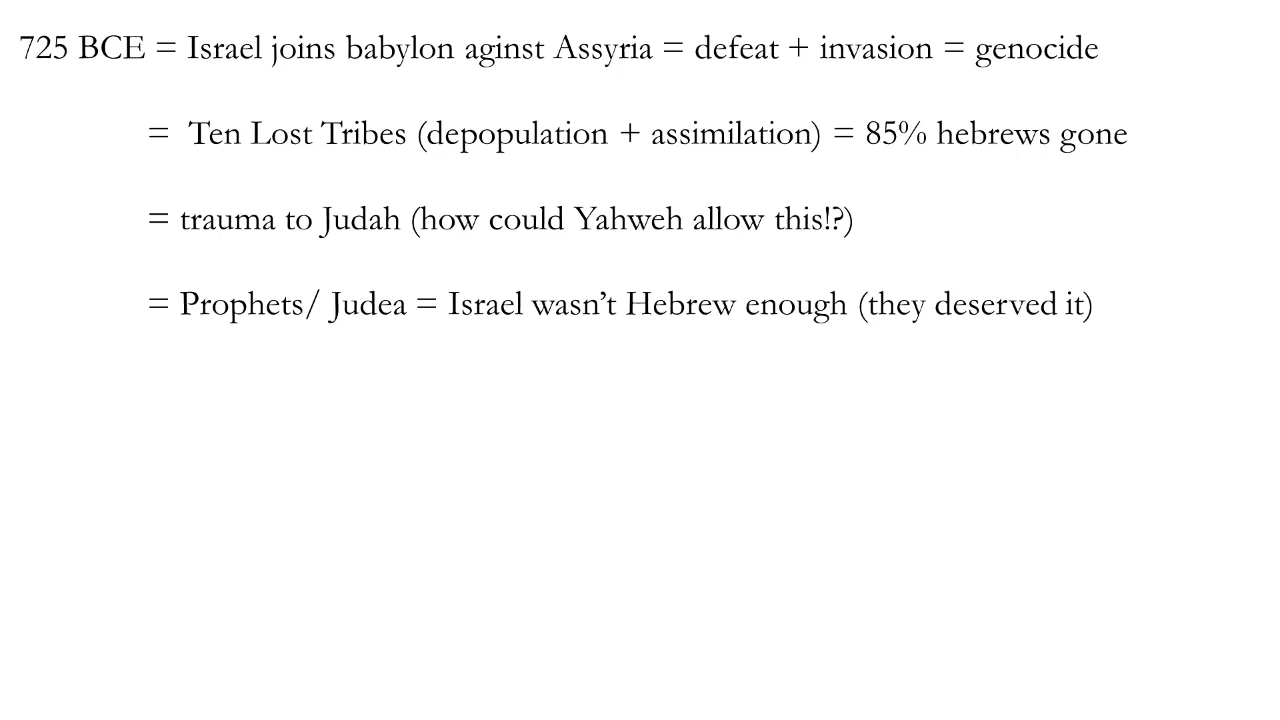 725 BCE = Israel joins babylon aginst Assyria = defeat + invasion = genocide
= Ten Lost Tribes (depopulation + assimilation) = 85% hebrews gone
= trauma to Judah (how could Yahweh allow this!?)
= Prophets/ Judea = Israel wasn’t Hebrew enough (they deserved it)